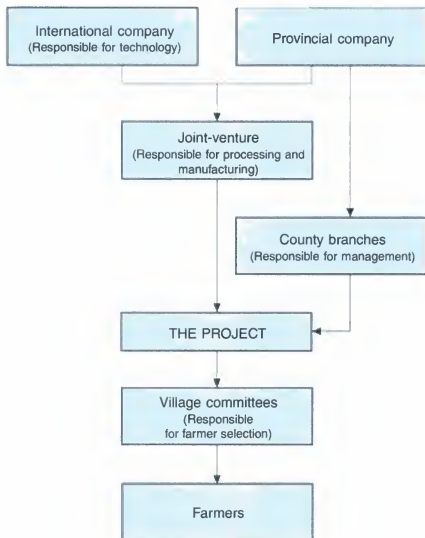 International company
(Responsible for technology)
Provincial company
Joint-venture
(Responsible for processing and
manufacturing)
County branches
(Responsible for management)
THE PROJECT
Village committees
(Responsible
for farmer selection)
Farmers